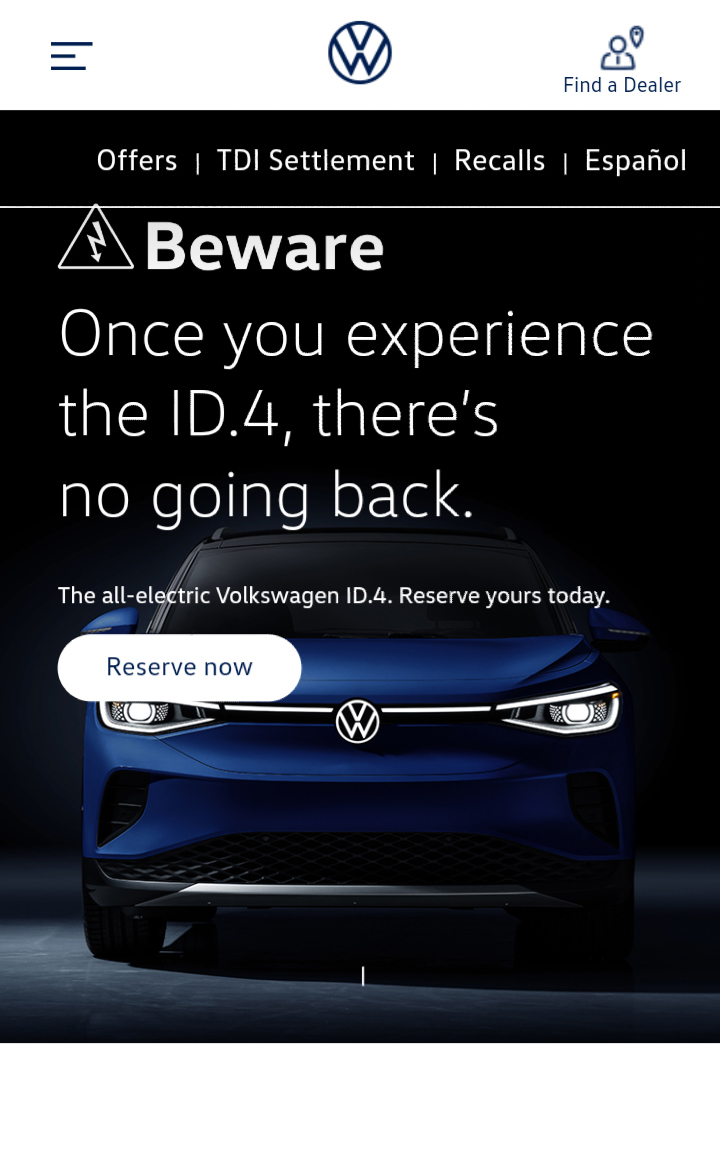 Find a Dealer
Offers | TDI Settlement | Recalls | Español
Beware
Once you experience
the ID.4, there's
no going back.
The all-electric Volkswagen ID.4. Reserve yours today.
Reserve now